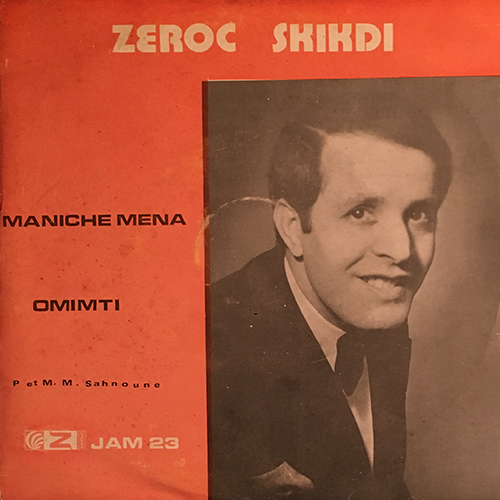 ZEROC SKIKDI
MANICHE MENA
OMIMTI
P et M. M. Sahnoune
Z JAM 23